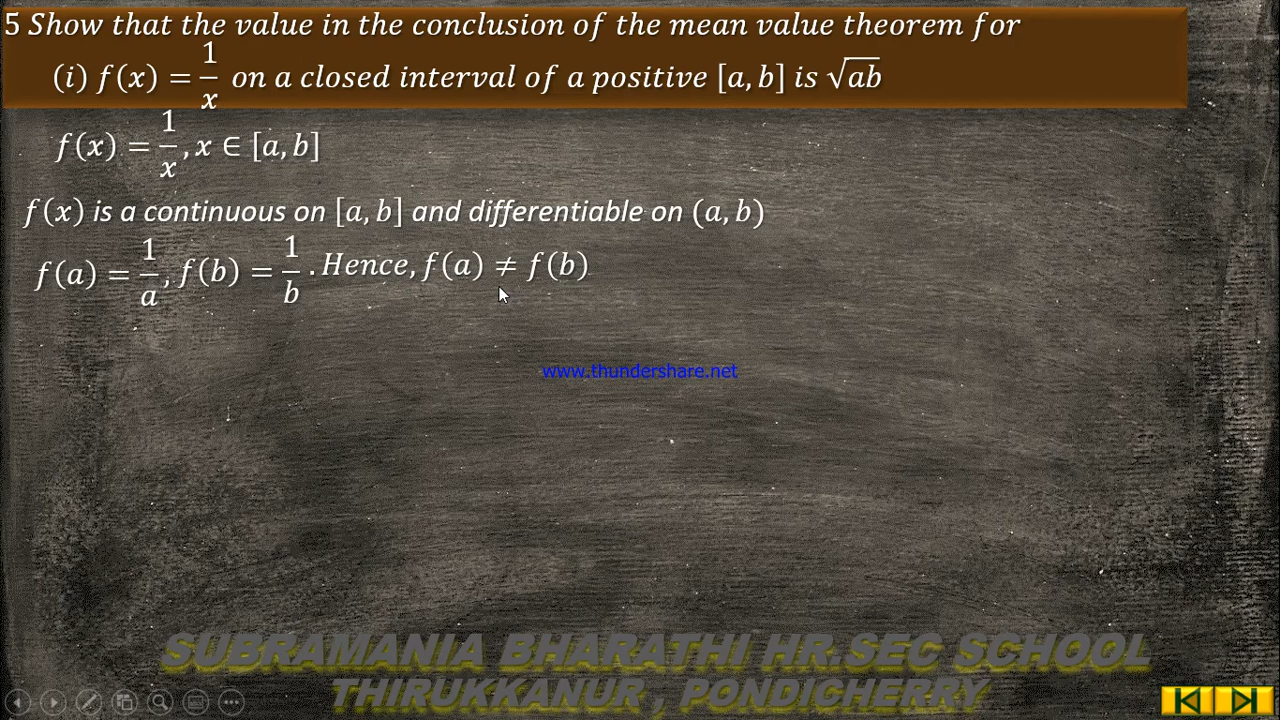 5 Show that the value in the conclusion of the mean value theorem for
(i) f(x) = 1/x on a closed interval of a positive [a, b] is √ab
f(x) = 1/x, x ∈ [a, b]
f(x) is a continuous on [a, b] and differentiable on (a, b)
f(a) = 1/a, f(b) = 1/b . Hence, f(a) ≠ f(b)
www.thundershare.net
SUBRAMANIA BHARATHI HR.SEC SCHOOL
THIRUKKANUR , PONDICHERRY